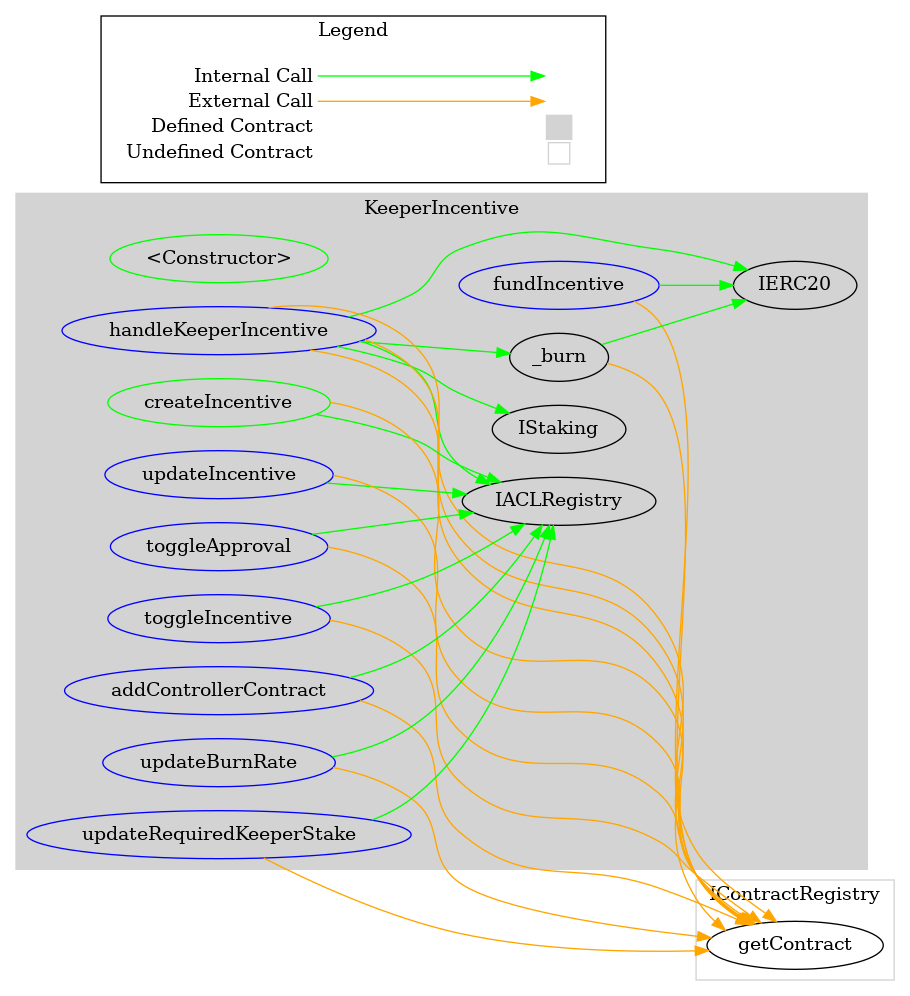 Legend
Internal Call
External Call
Defined Contract
Undefined Contract
KeeperIncentive
<Constructor>
handleKeeperIncentive
createIncentive
updateIncentive
toggleApproval
toggleIncentive
addControllerContract
updateBurnRate
updateRequiredKeeperStake
fundIncentive
_burn
IStaking
IACLRegistry
IERC20
IContractRegistry
getContract